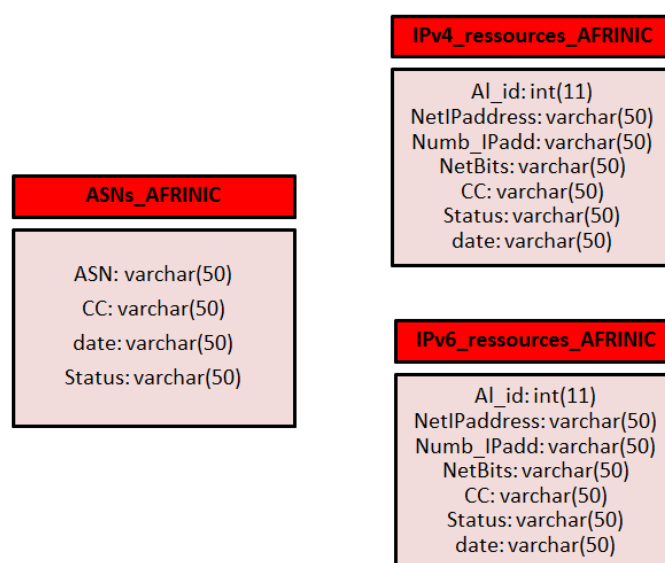 ASNs_AFRINIC
ASN: varchar(50)
CC: varchar(50)
date: varchar(50)
Status: varchar(50)
IPv4_ressources_AFRINIC
Al_id: int(11)
NetIPaddress: varchar(50)
Numb_IPadd: varchar(50)
NetBits: varchar(50)
CC: varchar(50)
Status: varchar(50)
date: varchar(50)
IPv6_ressources_AFRINIC
Al_id: int(11)
NetIPaddress: varchar(50)
Numb_IPadd: varchar(50)
NetBits: varchar(50)
CC: varchar(50)
Status: varchar(50)
date: varchar(50)